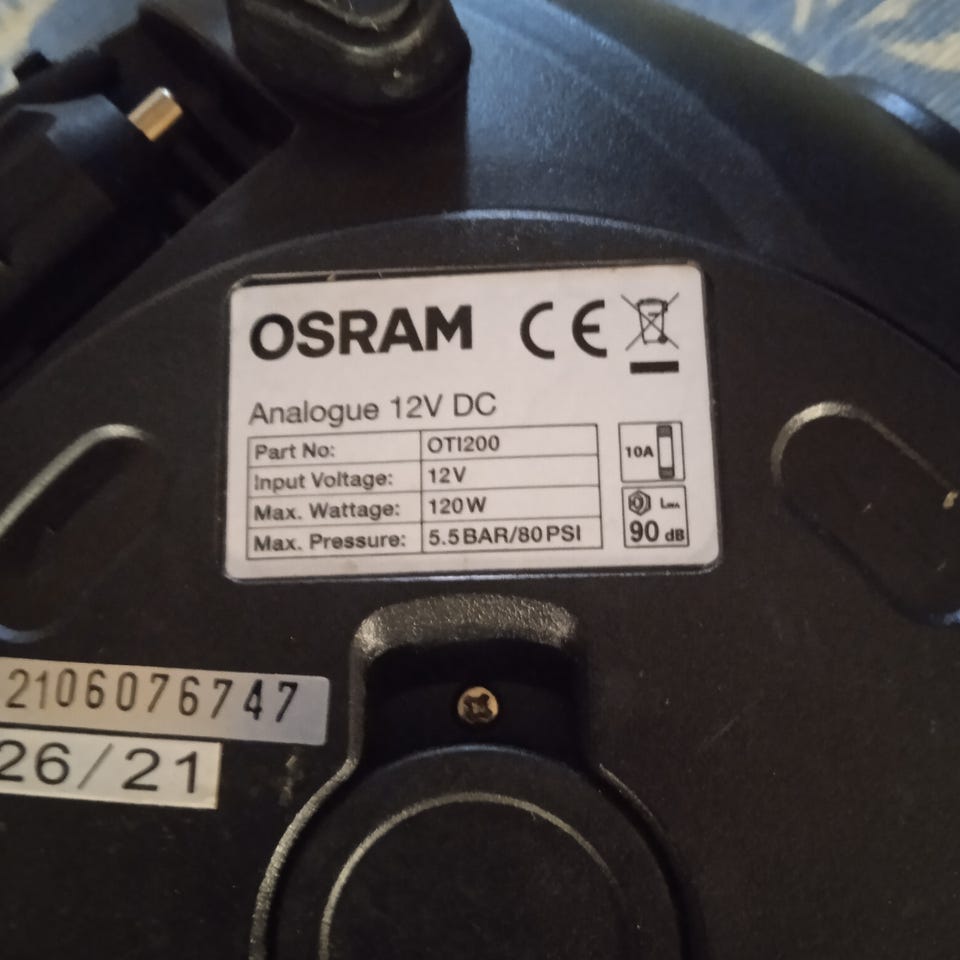 OSRAM CE
Analogue 12V DC
Part No: OTI200
Input Voltage: 12V
Max. Wattage: 120W
Max. Pressure: 5.5BAR/80PSI
10A
LWA
90 dB
2106076747
26/21